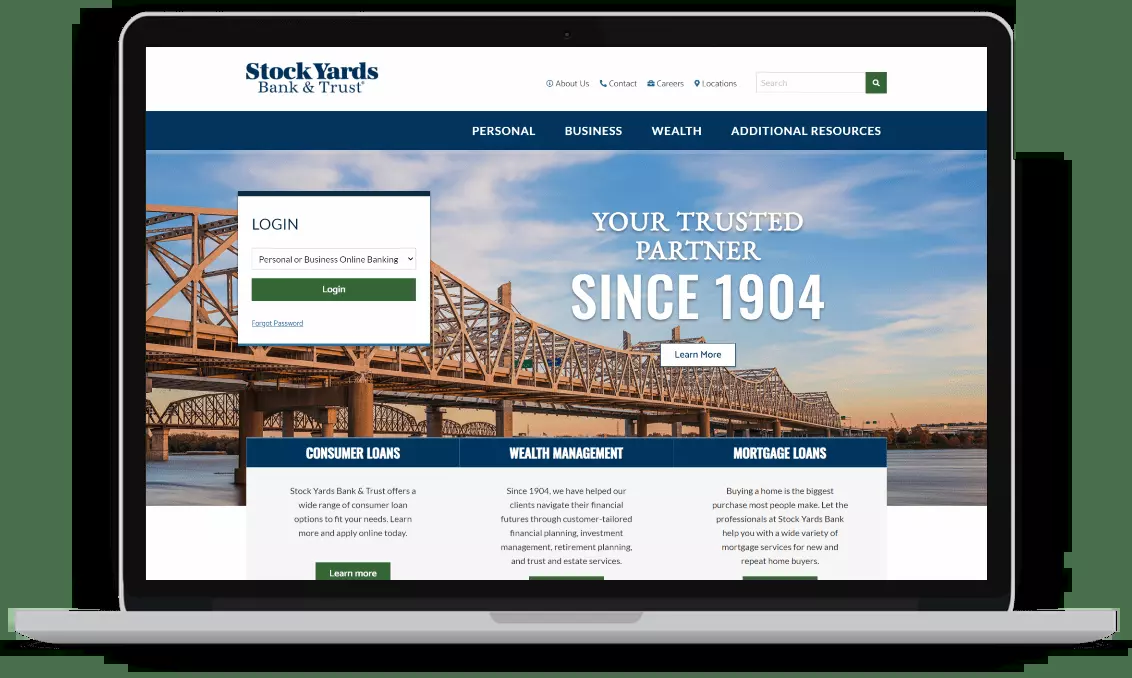 Stock Yards
Bank & Trust®
About Us Contact Careers Locations
Search
PERSONAL BUSINESS WEALTH ADDITIONAL RESOURCES
LOGIN
Personal or Business Online Banking
Login
Forgot Password
YOUR TRUSTED
PARTNER
SINCE 1904
Learn More
CONSUMER LOANS
Stock Yards Bank & Trust offers a
wide range of consumer loan
options to fit your needs. Learn
more and apply online today.
Learn more
WEALTH MANAGEMENT
Since 1904, we have helped our
clients navigate their financial
futures through customer-tailored
financial planning, investment
management, retirement planning,
and trust and estate services.
MORTGAGE LOANS
Buying a home is the biggest
purchase most people make. Let the
professionals at Stock Yards Bank
help you with a wide variety of
mortgage services for new and
repeat home buyers.